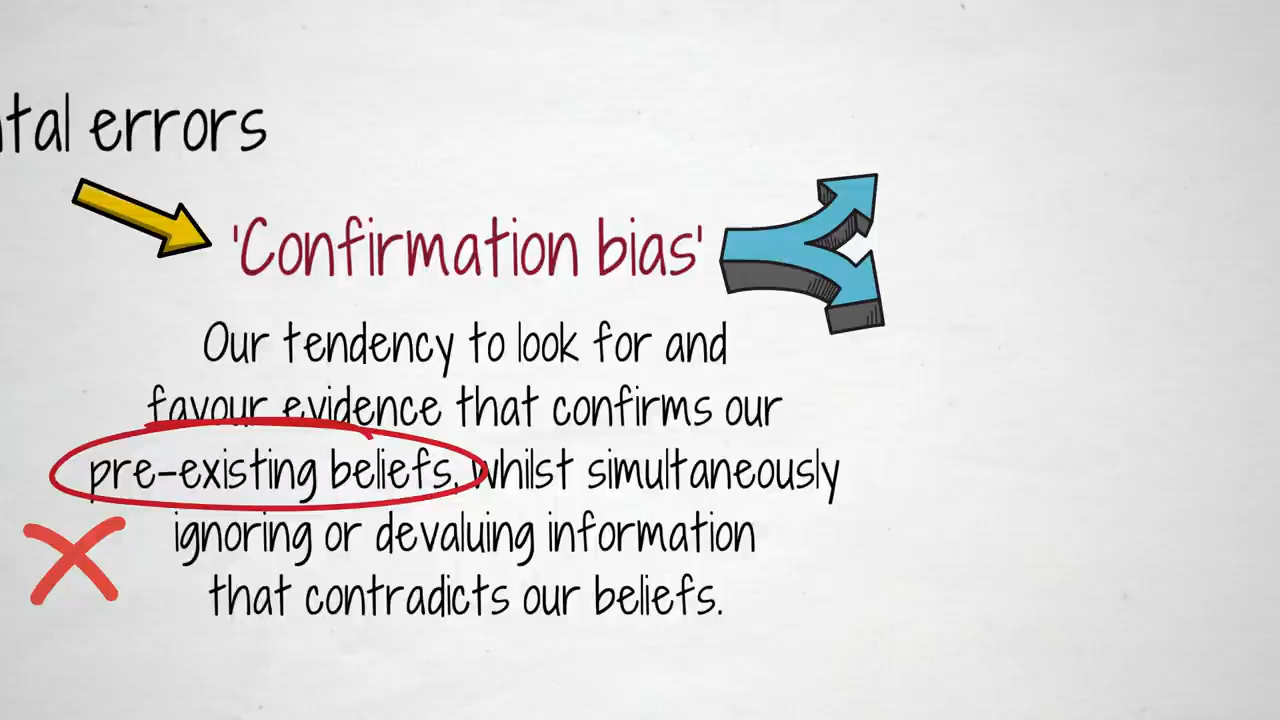 errors
'Confirmation bias'
Our tendency to look for and
favour evidence that confirms our
pre-existing beliefs, whilst simultaneously
ignoring or devaluing information
that contradicts our beliefs.